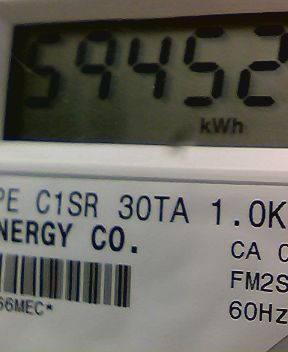 59452
kWh
PE C1SR 30TA 1.0K
NERGY CO.
CA
FM2S
66MEC*
60Hz